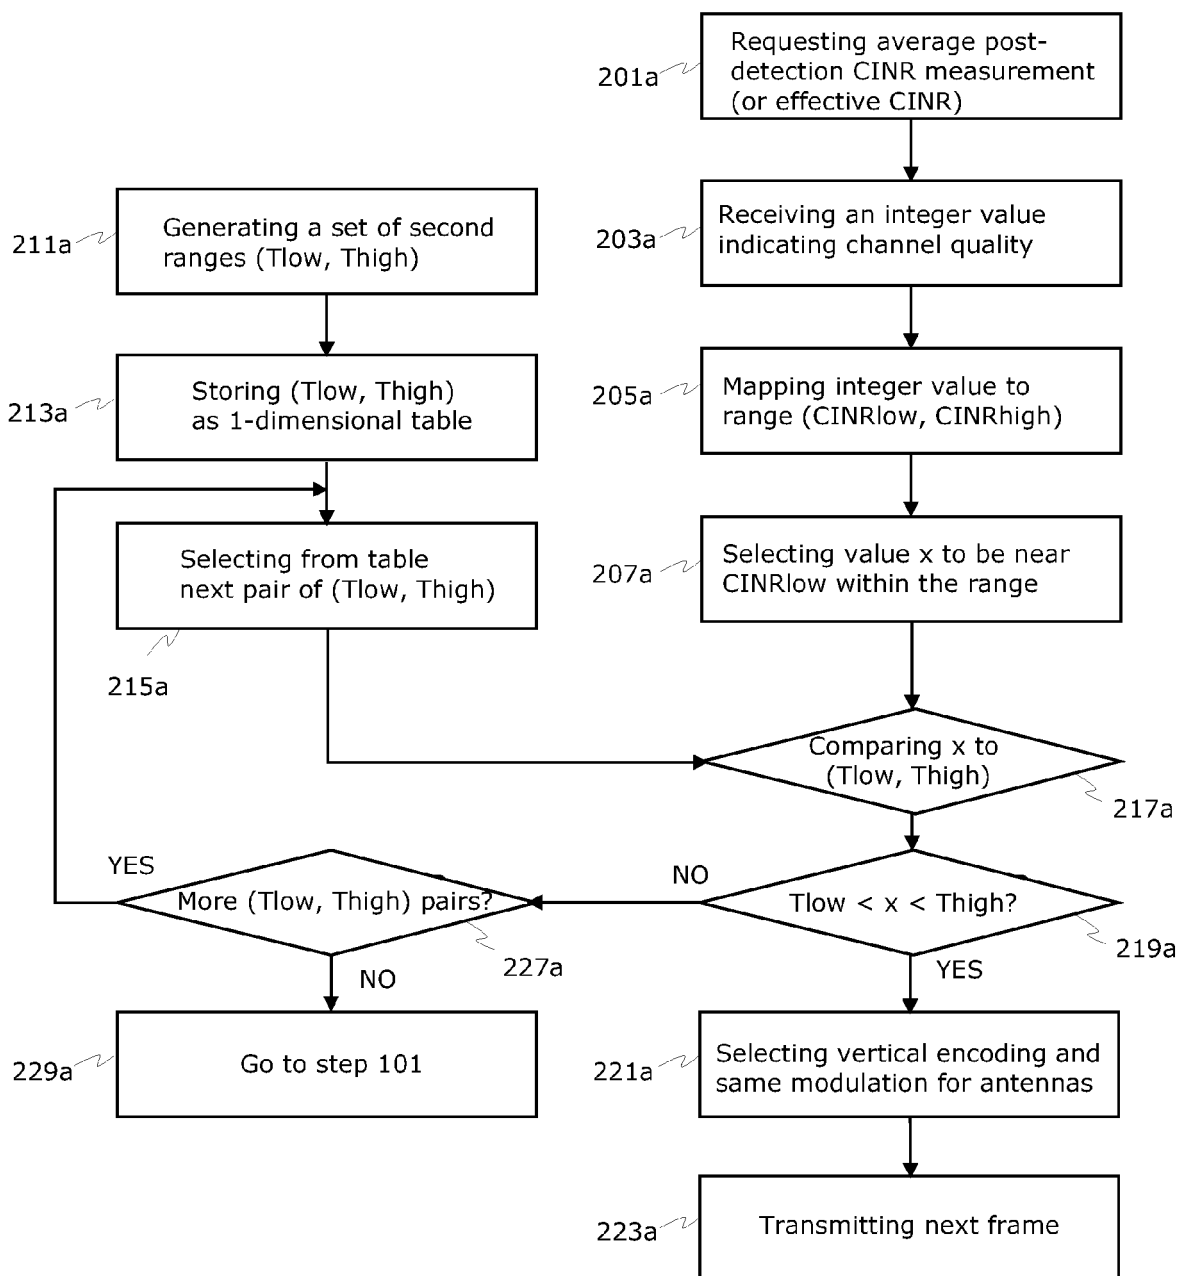 Requesting average post-
detection CINR measurement
(or effective CINR)
201a
Receiving an integer value
indicating channel quality
203a
Generating a set of second
ranges (Tlow, Thigh)
211a
Storing (Tlow, Thigh)
as 1-dimensional table
213a
Mapping integer value to
range (CINRlow, CINRhigh)
205a
Selecting from table
next pair of (Tlow, Thigh)
215a
Selecting value x to be near
CINRlow within the range
207a
Comparing x to
(Tlow, Thigh)
217a
YES
More (Tlow, Thigh) pairs?
227a
NO
NO
Tlow < x < Thigh?
219a
YES
Go to step 101
229a
Selecting vertical encoding and
same modulation for antennas
221a
Transmitting next frame
223a